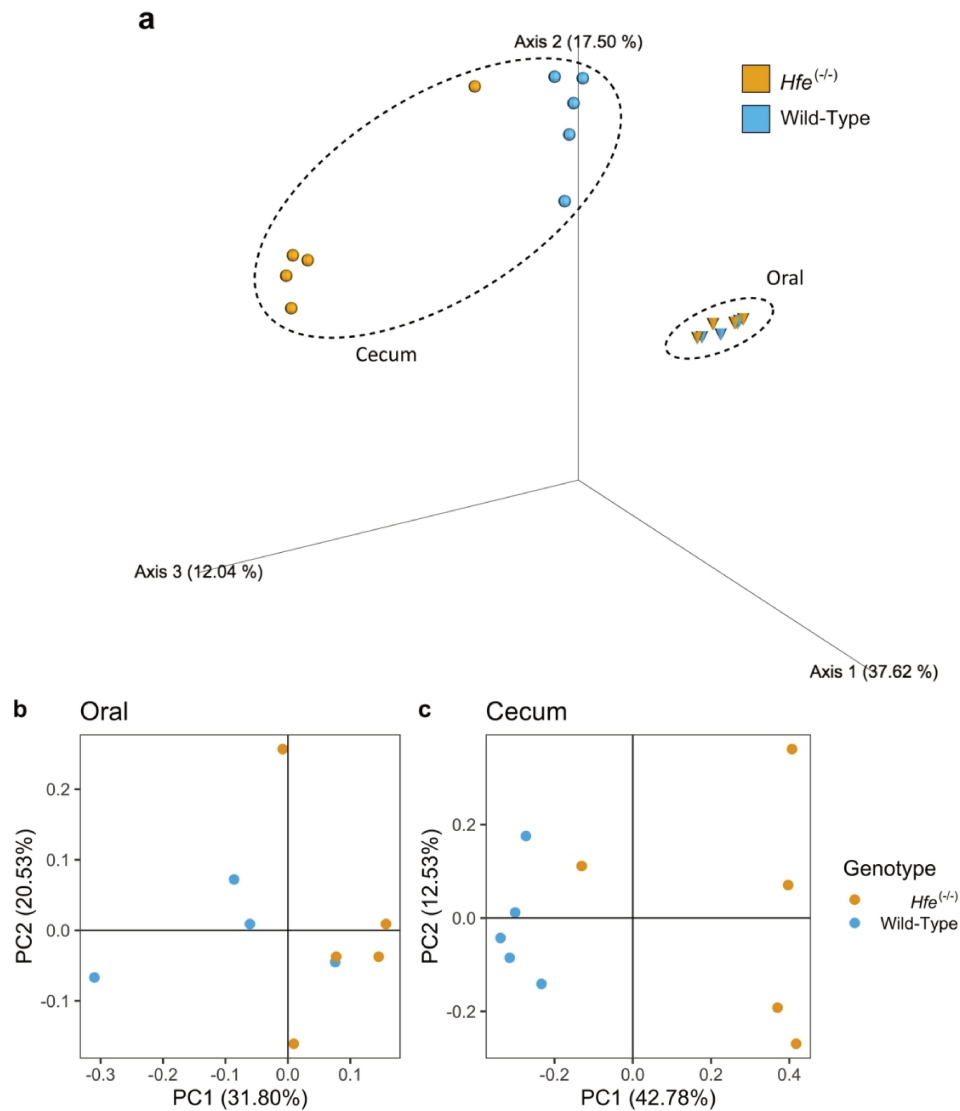 a
Axis 2 (17.50 %)
Hfe(-/-)
Wild-Type
Oral
Cecum
Axis 3 (12.04 %)
Axis 1 (37.62 %)
b Oral
0.2
0.1
0.0
-0.1
-0.3 -0.2 -0.1 0.0 0.1
PC1 (31.80%)
PC2 (20.53%)
c Cecum
0.2
0.0
-0.2
-0.2 0.0 0.2 0.4
PC1 (42.78%)
PC2 (12.53%)
Genotype
Hfe(-/-)
Wild-Type